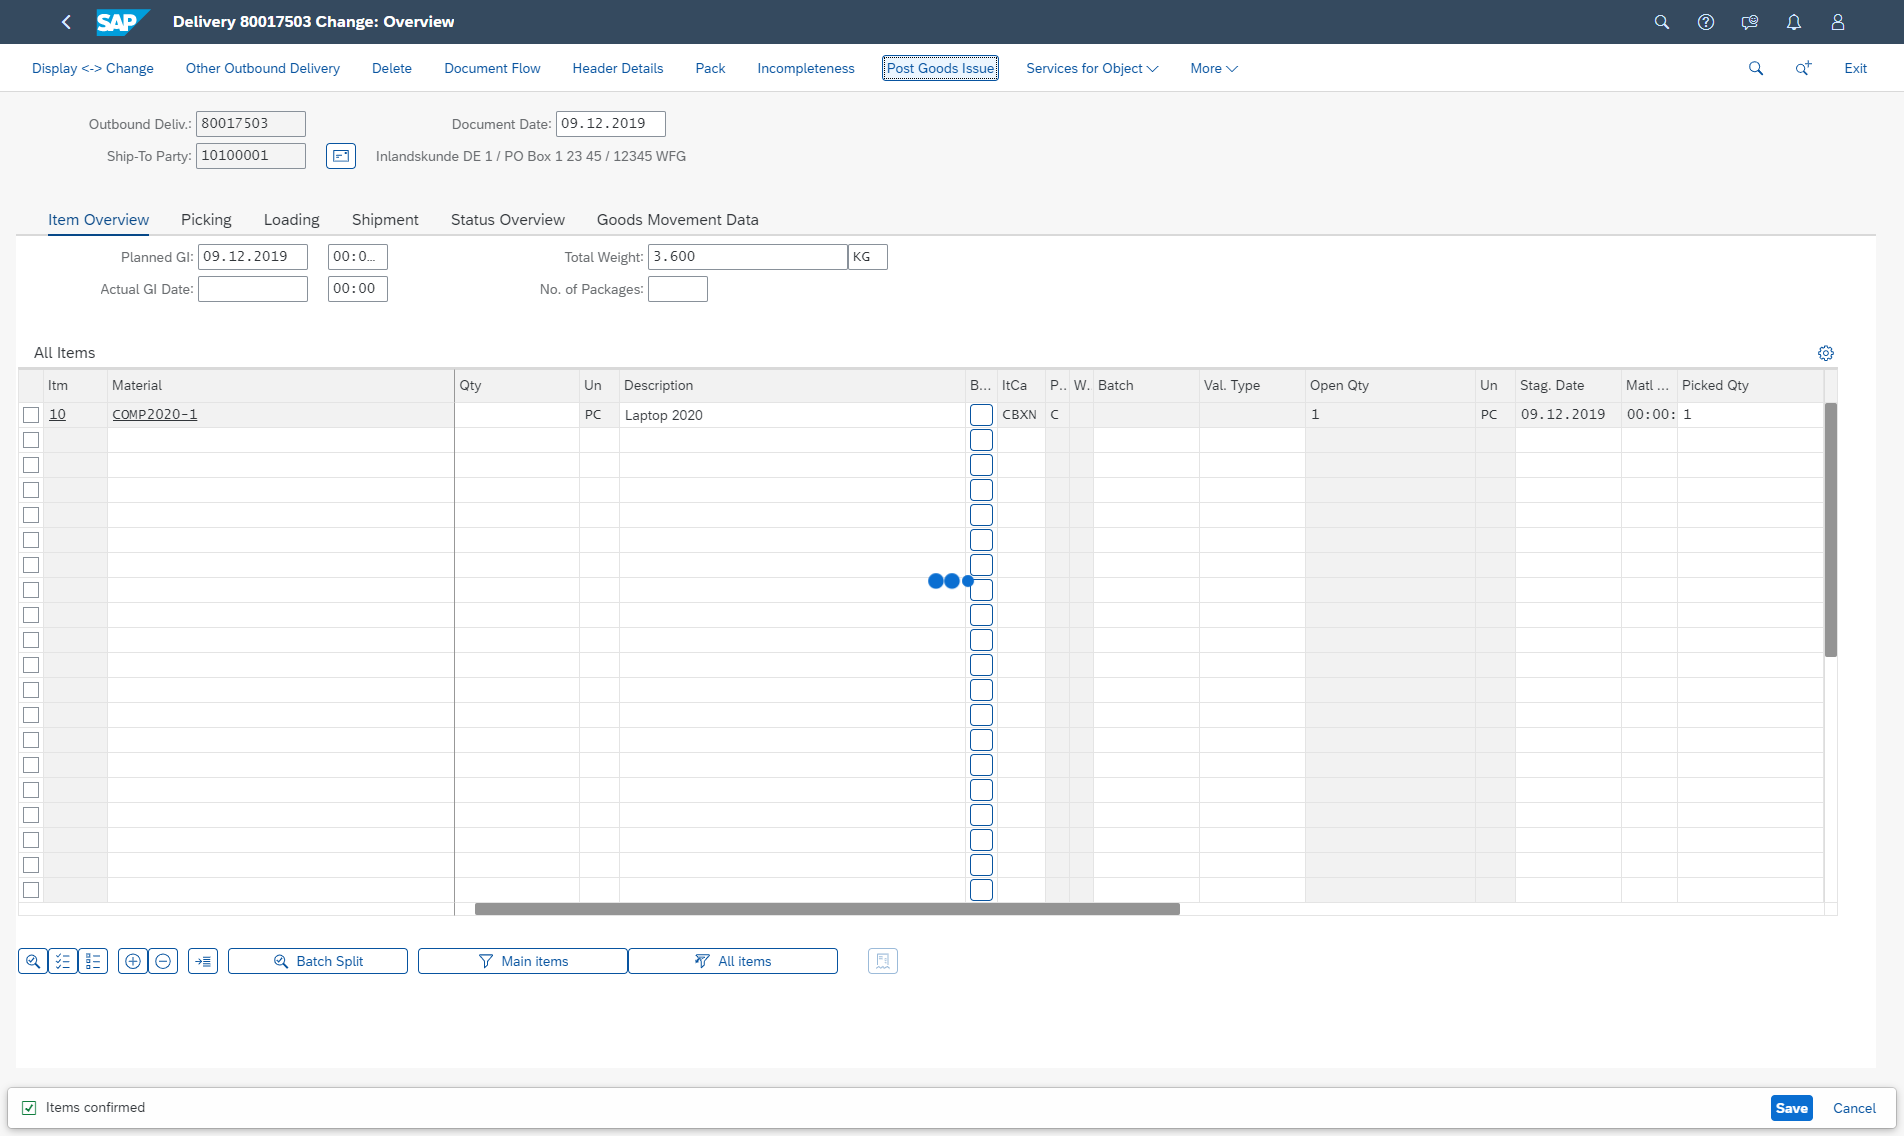 SAP Delivery 80017503 Change: Overview
Display <-> Change Other Outbound Delivery Delete Document Flow Header Details Pack Incompleteness Post Goods Issue Services for Object More Exit
Outbound Deliv.: 80017503 Document Date: 09.12.2019
Ship-To Party: 10100001 Inlandskunde DE 1 / PO Box 1 23 45 / 12345 WFG
Item Overview Picking Loading Shipment Status Overview Goods Movement Data
Planned GI: 09.12.2019 00:0... Total Weight: 3.600 KG
Actual GI Date: 00:00 No. of Packages:
All Items
Itm Material Qty Un Description B... ItCa P.. W. Batch Val. Type Open Qty Un Stag. Date Matl ... Picked Qty
10 COMP2020-1 PC Laptop 2020 CBXN C 1 PC 09.12.2019 00:00: 1
Batch Split Main items All items
Items confirmed Save Cancel